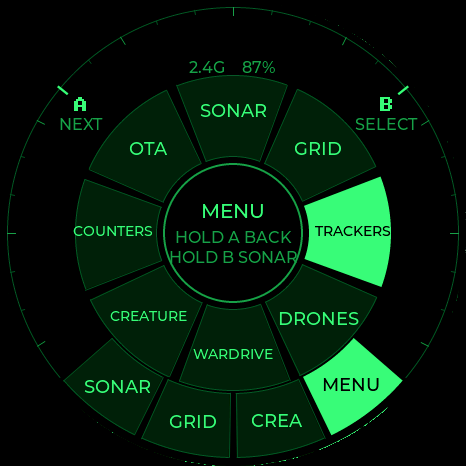 2.4G 87%
SONAR
A
B
NEXT
SELECT
OTA
GRID
COUNTERS
MENU
HOLD A BACK
HOLD B SONAR
TRACKERS
CREATURE
DRONES
WARDRIVE
SONAR
MENU
GRID
CREA